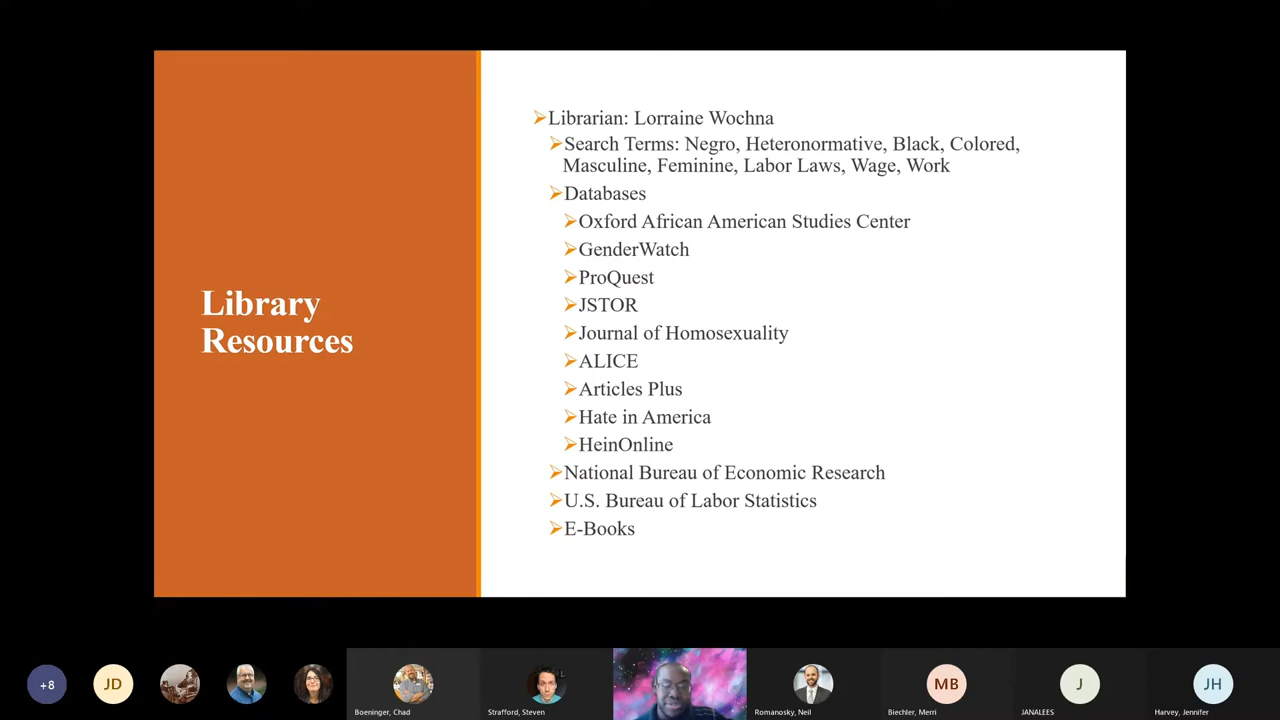 Library
Resources
Librarian: Lorraine Wochna
Search Terms: Negro, Heteronormative, Black, Colored,
Masculine, Feminine, Labor Laws, Wage, Work
Databases
Oxford African American Studies Center
GenderWatch
ProQuest
JSTOR
Journal of Homosexuality
ALICE
Articles Plus
Hate in America
HeinOnline
National Bureau of Economic Research
U.S. Bureau of Labor Statistics
E-Books
+8
JD
MB
J
JH
Boeninger, Chad
Strafford, Steven
Romanosky, Neil
Biechler, Merri
JANALEES
Harvey, Jennifer